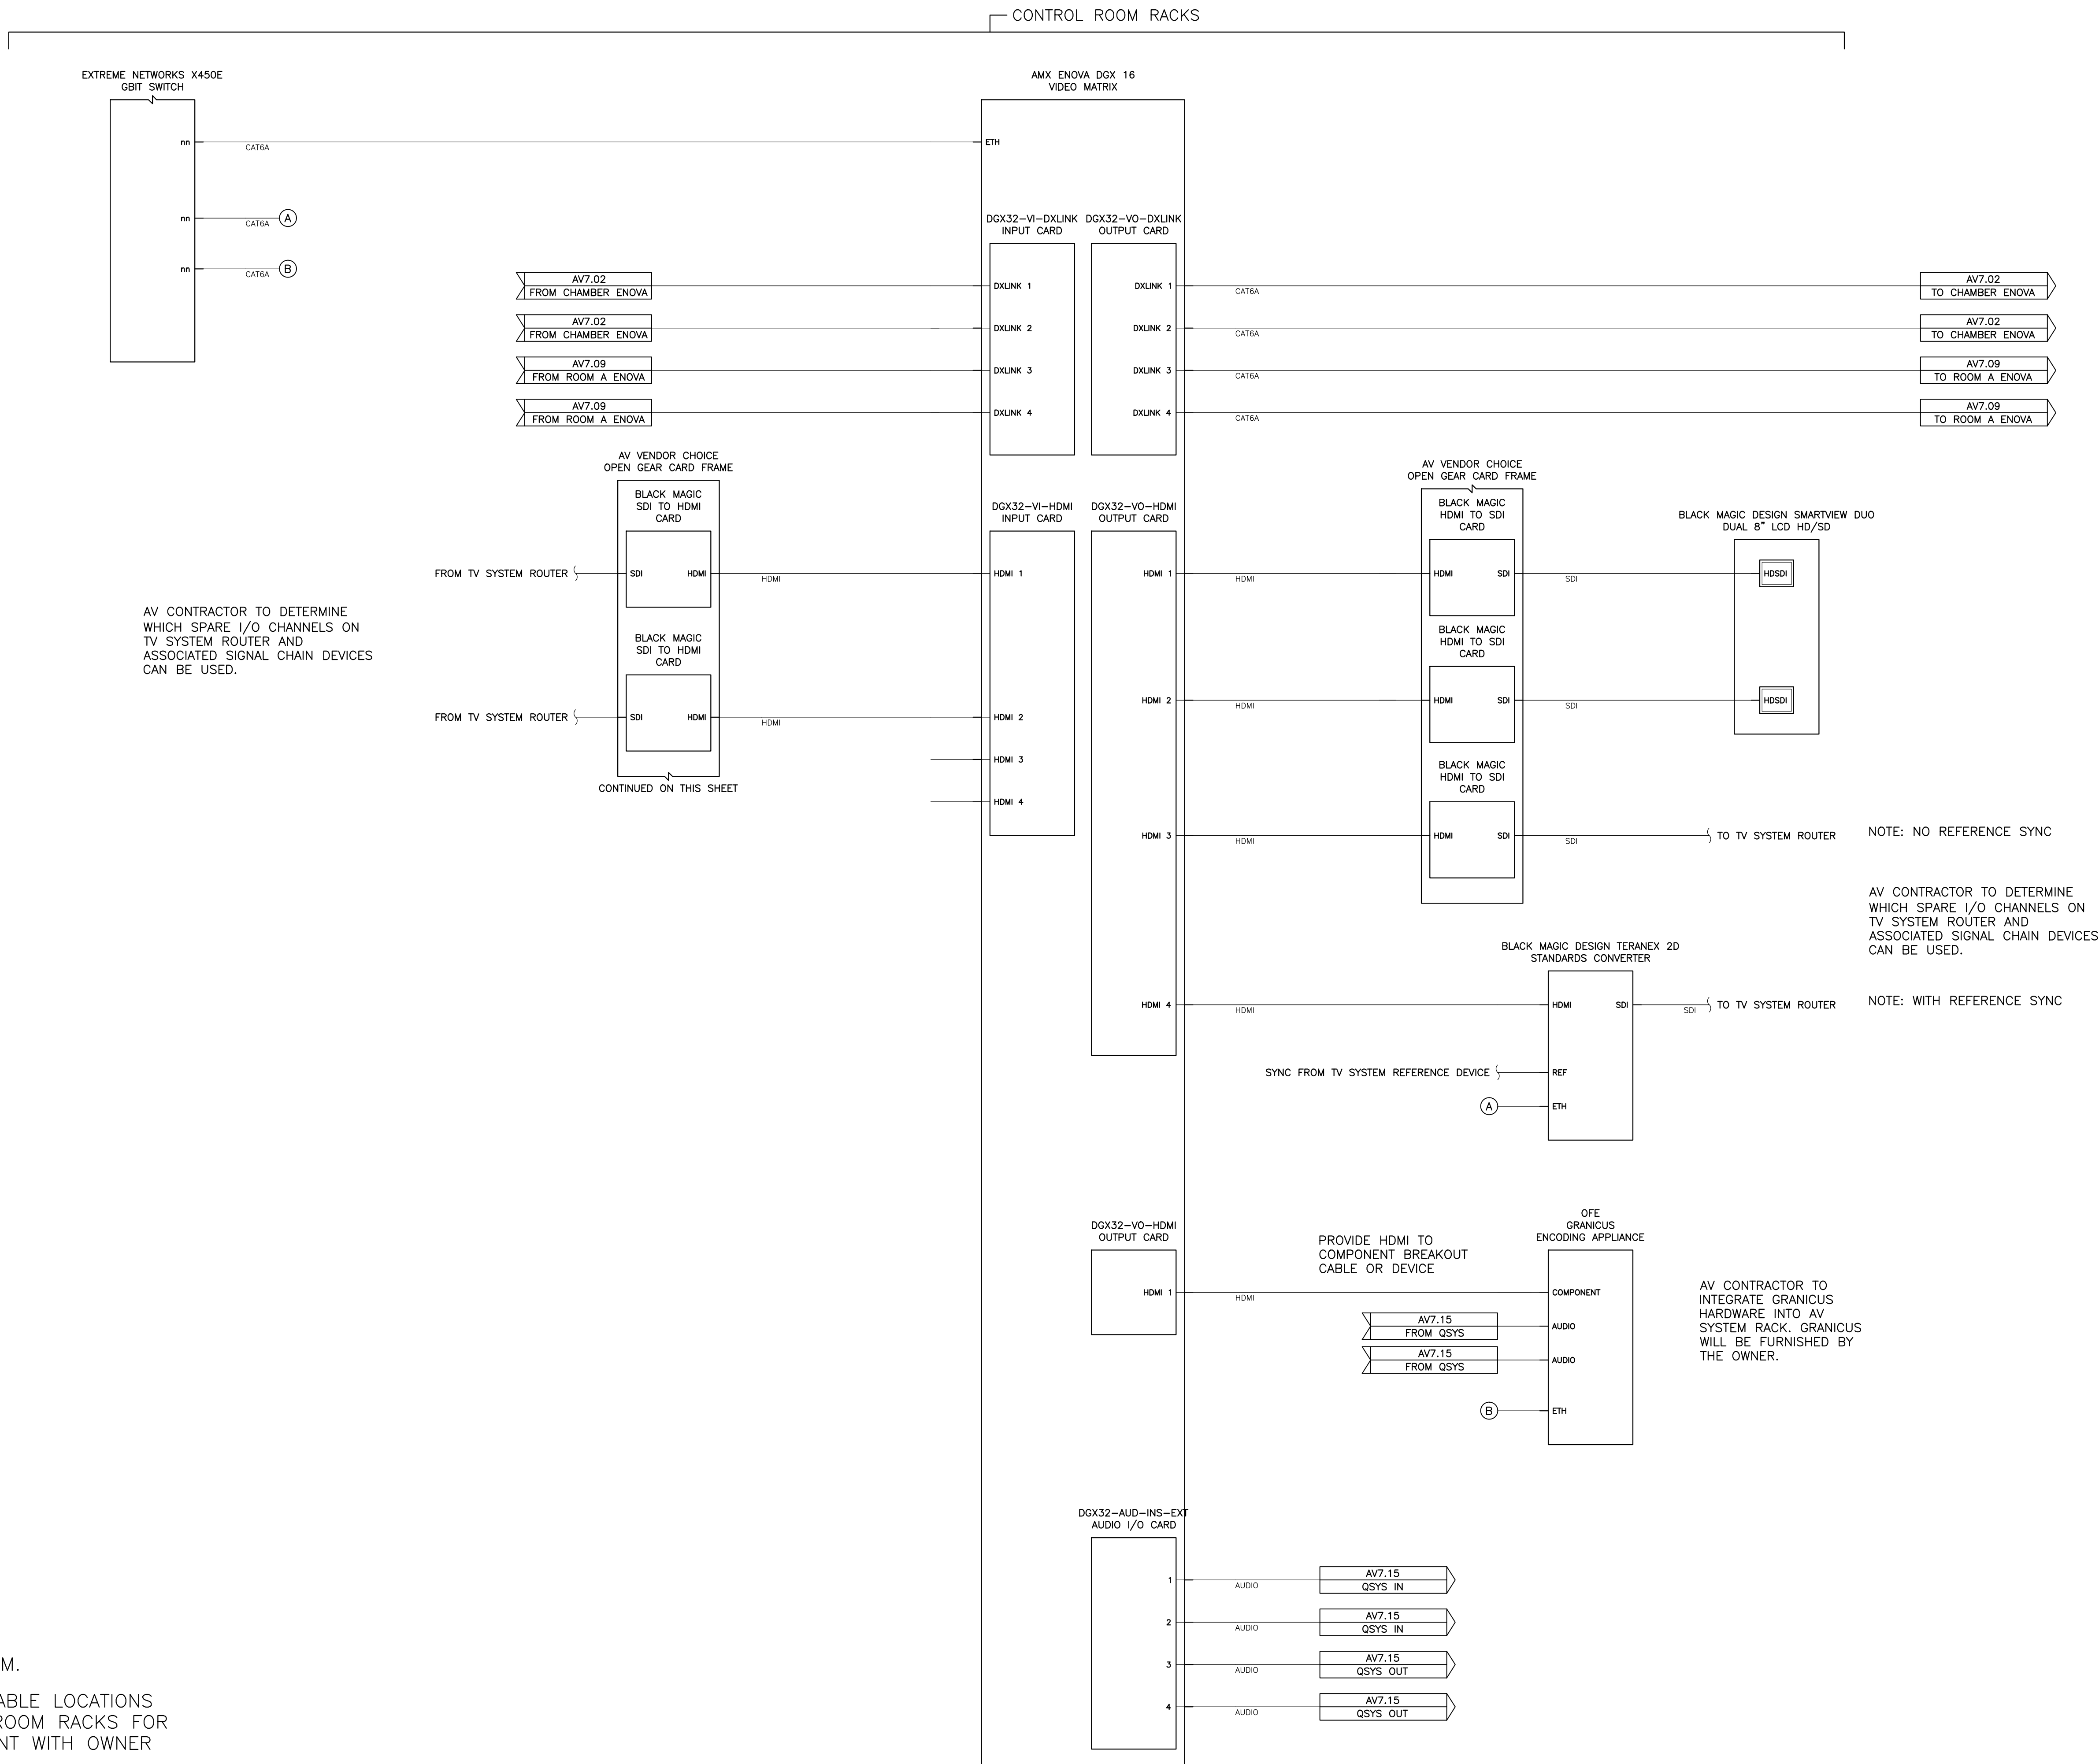 CONTROL ROOM RACKS
EXTREME NETWORKS X450E
GBIT SWITCH
nn
CAT6A
nn
CAT6A
A
nn
CAT6A
B
AMX ENOVA DGX 16
VIDEO MATRIX
ETH
DGX32-VI-DXLINK
INPUT CARD
DGX32-VO-DXLINK
OUTPUT CARD
AV7.02
FROM CHAMBER ENOVA
DXLINK 1
DXLINK 1
CAT6A
AV7.02
TO CHAMBER ENOVA
AV7.02
FROM CHAMBER ENOVA
DXLINK 2
DXLINK 2
CAT6A
AV7.02
TO CHAMBER ENOVA
AV7.09
FROM ROOM A ENOVA
DXLINK 3
DXLINK 3
CAT6A
AV7.09
TO ROOM A ENOVA
AV7.09
FROM ROOM A ENOVA
DXLINK 4
DXLINK 4
CAT6A
AV7.09
TO ROOM A ENOVA
AV CONTRACTOR TO DETERMINE
WHICH SPARE I/O CHANNELS ON
TV SYSTEM ROUTER AND
ASSOCIATED SIGNAL CHAIN DEVICES
CAN BE USED.
AV VENDOR CHOICE
OPEN GEAR CARD FRAME
BLACK MAGIC
SDI TO HDMI
CARD
FROM TV SYSTEM ROUTER
SDI
HDMI
HDMI
BLACK MAGIC
SDI TO HDMI
CARD
FROM TV SYSTEM ROUTER
SDI
HDMI
HDMI
CONTINUED ON THIS SHEET
DGX32-VI-HDMI
INPUT CARD
HDMI 1
HDMI 2
HDMI 3
HDMI 4
DGX32-VO-HDMI
OUTPUT CARD
HDMI 1
HDMI
HDMI 2
HDMI
HDMI 3
HDMI
HDMI 4
HDMI
AV VENDOR CHOICE
OPEN GEAR CARD FRAME
BLACK MAGIC
HDMI TO SDI
CARD
HDMI
SDI
SDI
BLACK MAGIC
HDMI TO SDI
CARD
HDMI
SDI
SDI
BLACK MAGIC
HDMI TO SDI
CARD
HDMI
SDI
SDI
TO TV SYSTEM ROUTER
NOTE: NO REFERENCE SYNC
BLACK MAGIC DESIGN SMARTVIEW DUO
DUAL 8" LCD HD/SD
HDSDI
HDSDI
AV CONTRACTOR TO DETERMINE
WHICH SPARE I/O CHANNELS ON
TV SYSTEM ROUTER AND
ASSOCIATED SIGNAL CHAIN DEVICES
CAN BE USED.
BLACK MAGIC DESIGN TERANEX 2D
STANDARDS CONVERTER
HDMI
SDI
SDI
TO TV SYSTEM ROUTER
NOTE: WITH REFERENCE SYNC
SYNC FROM TV SYSTEM REFERENCE DEVICE
REF
A
ETH
DGX32-VO-HDMI
OUTPUT CARD
HDMI 1
HDMI
PROVIDE HDMI TO
COMPONENT BREAKOUT
CABLE OR DEVICE
OFE
GRANICUS
ENCODING APPLIANCE
COMPONENT
AV7.15
FROM QSYS
AUDIO
AV7.15
FROM QSYS
AUDIO
B
ETH
AV CONTRACTOR TO
INTEGRATE GRANICUS
HARDWARE INTO AV
SYSTEM RACK. GRANICUS
WILL BE FURNISHED BY
THE OWNER.
DGX32-AUD-INS-EXT
AUDIO I/O CARD
1
AUDIO
AV7.15
QSYS IN
2
AUDIO
AV7.15
QSYS IN
3
AUDIO
AV7.15
QSYS OUT
4
AUDIO
AV7.15
QSYS OUT
M.
ABLE LOCATIONS
ROOM RACKS FOR
NT WITH OWNER